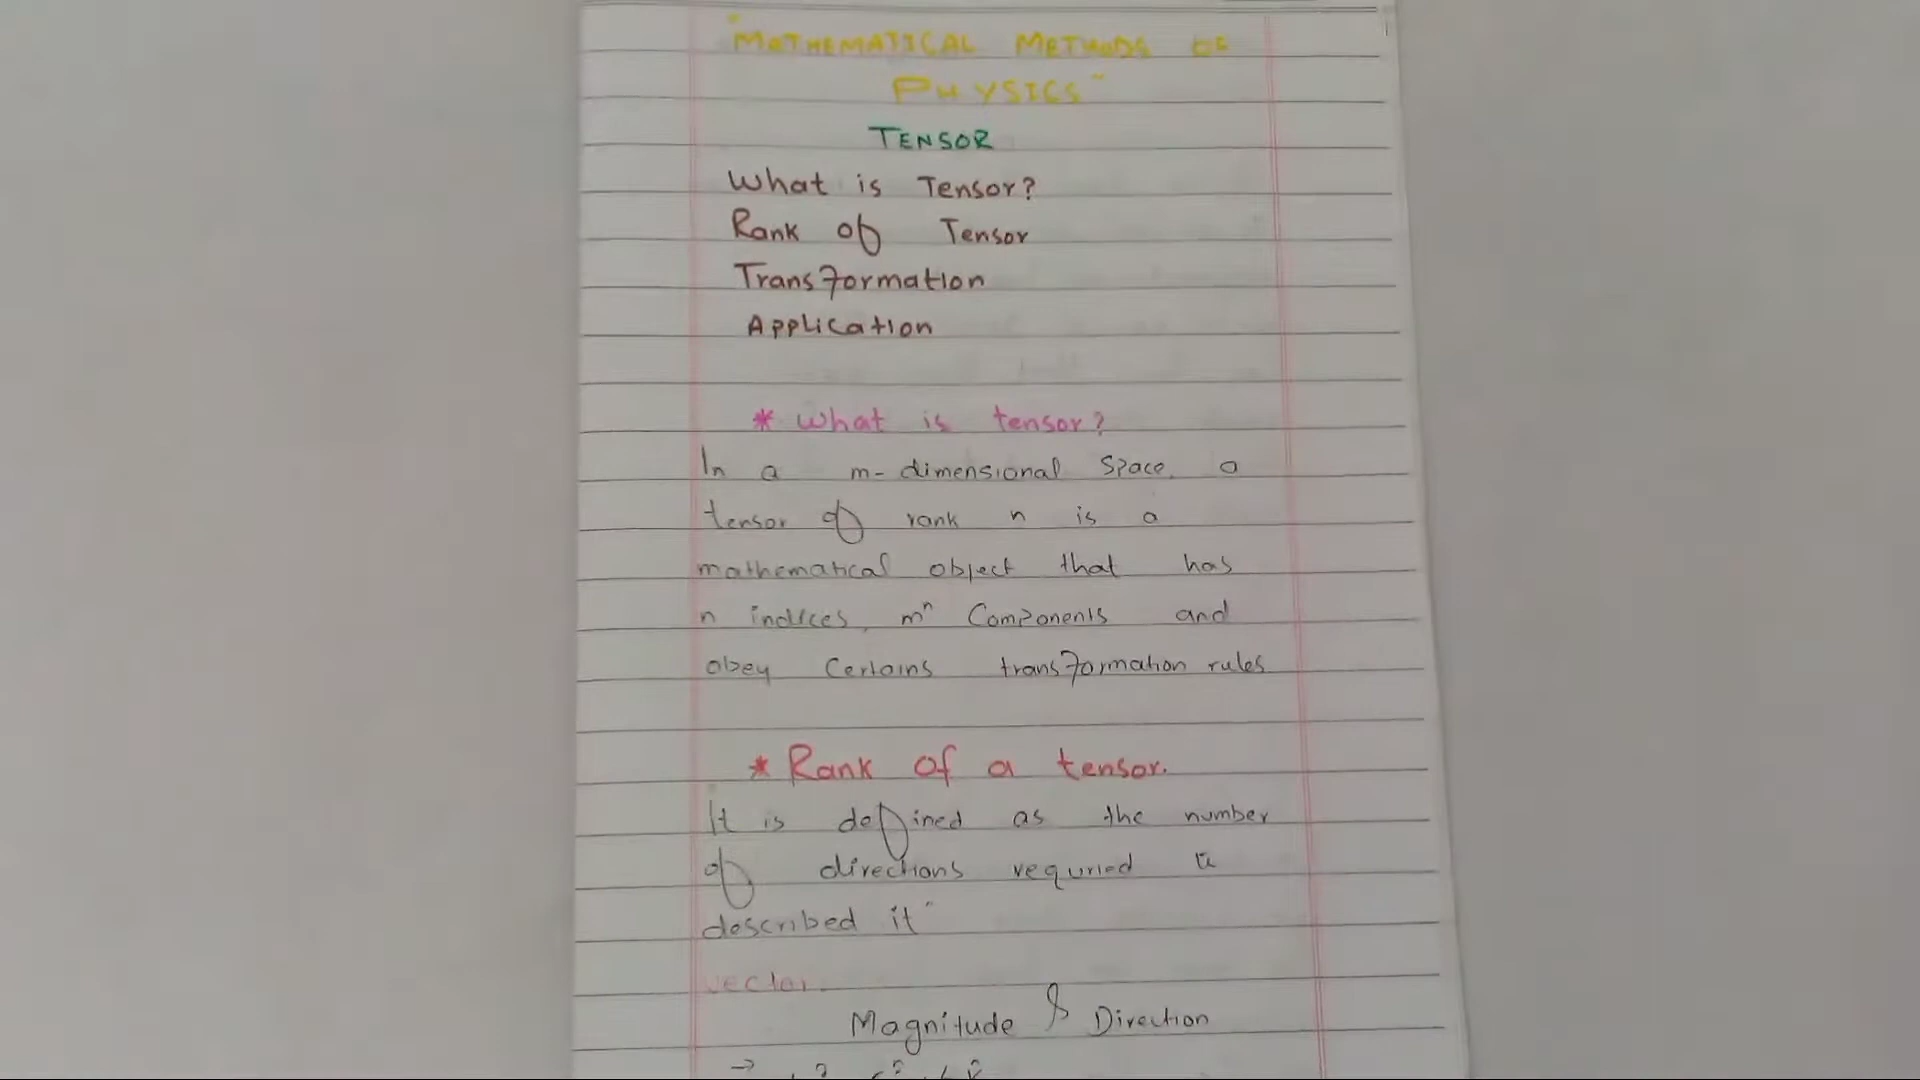 "MATHEMATICAL METHODS OF
PHYSICS"
TENSOR
What is Tensor?
Rank of Tensor
Transformation
Application
* What is tensor?
In a m-dimensional Space, a
tensor of rank n is a
mathematical object that has
n indices, mⁿ Components and
obey Certains transformation rules
* Rank of a tensor.
It is defined as the number
of directions requried to
described it"
vector.
Magnitude & Direction